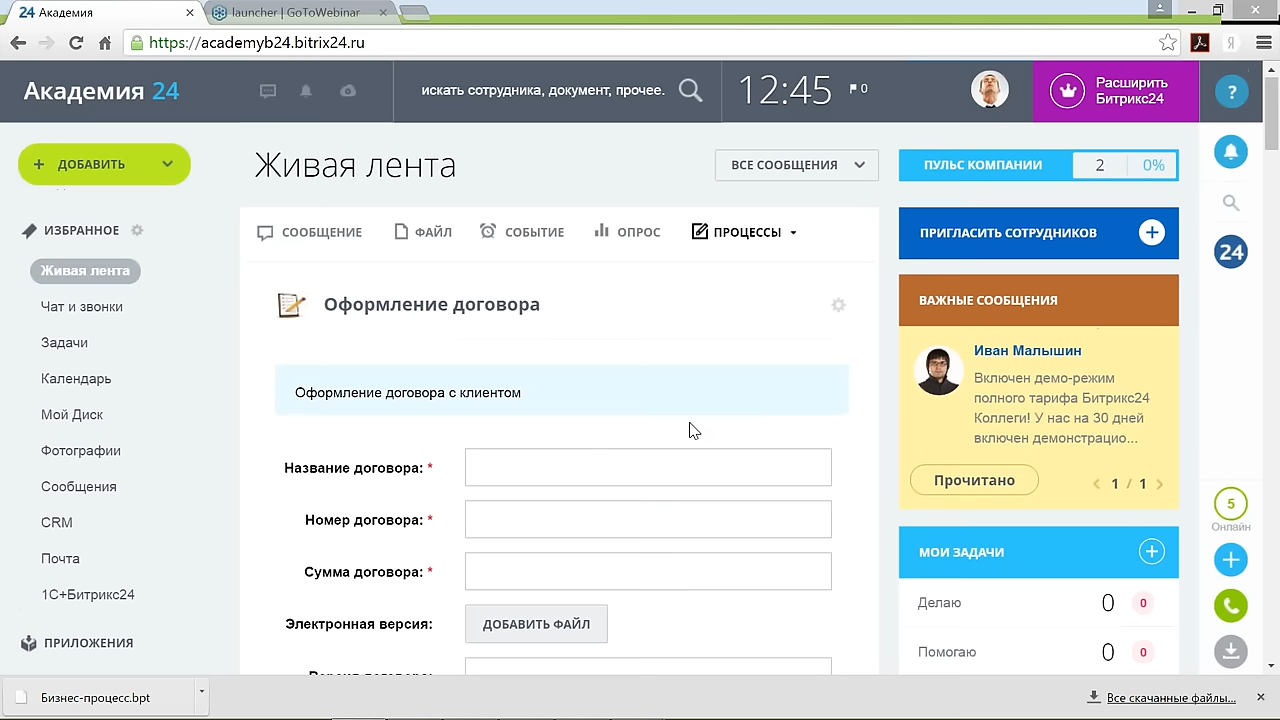 24 Академия
launcher | GoToWebinar
https://academyb24.bitrix24.ru
Академия 24
искать сотрудника, документ, прочее.
12:45
0
Расширить
Битрикс24
?
ДОБАВИТЬ
Живая лента
ВСЕ СООБЩЕНИЯ
ПУЛЬС КОМПАНИИ 2 0%
ИЗБРАННОЕ
Живая лента
Чат и звонки
Задачи
Календарь
Мой Диск
Фотографии
Сообщения
CRM
Почта
1С+Битрикс24
ПРИЛОЖЕНИЯ
СООБЩЕНИЕ ФАЙЛ СОБЫТИЕ ОПРОС ПРОЦЕССЫ
Оформление договора
Оформление договора с клиентом
Название договора: *
Номер договора: *
Сумма договора: *
Электронная версия: ДОБАВИТЬ ФАЙЛ
ПРИГЛАСИТЬ СОТРУДНИКОВ
ВАЖНЫЕ СООБЩЕНИЯ
Иван Малышин
Включен демо-режим
полного тарифа Битрикс24
Коллеги! У нас на 30 дней
включен демонстрацио...
Прочитано
1 / 1
МОИ ЗАДАЧИ
Делаю 0 0
Помогаю 0 0
24
5
Онлайн
Бизнес-процесс.bpt
Все скачанные файлы...